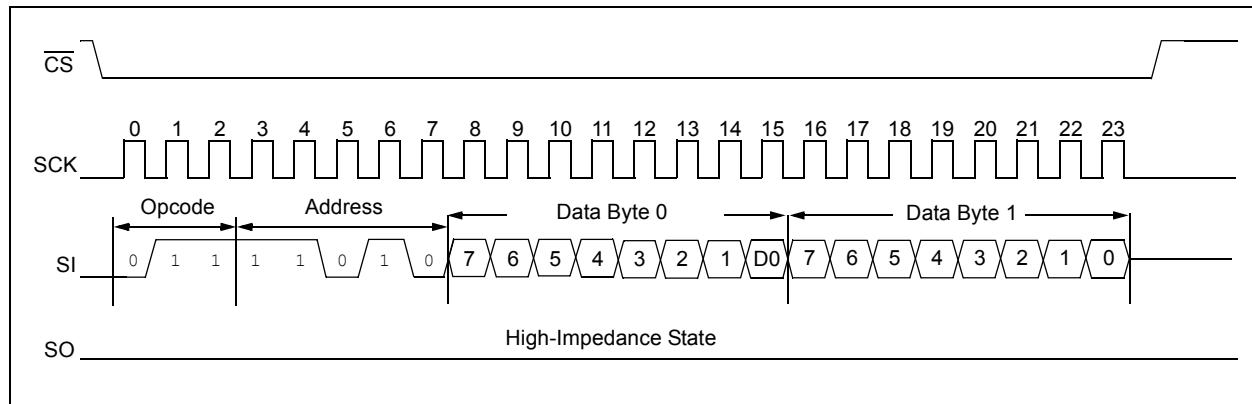 CS
0 1 2 3 4 5 6 7 8 9 10 11 12 13 14 15 16 17 18 19 20 21 22 23
SCK
Opcode Address Data Byte 0 Data Byte 1
SI 0 1 1 1 1 0 1 0 7 6 5 4 3 2 1 D0 7 6 5 4 3 2 1 0
High-Impedance State
SO